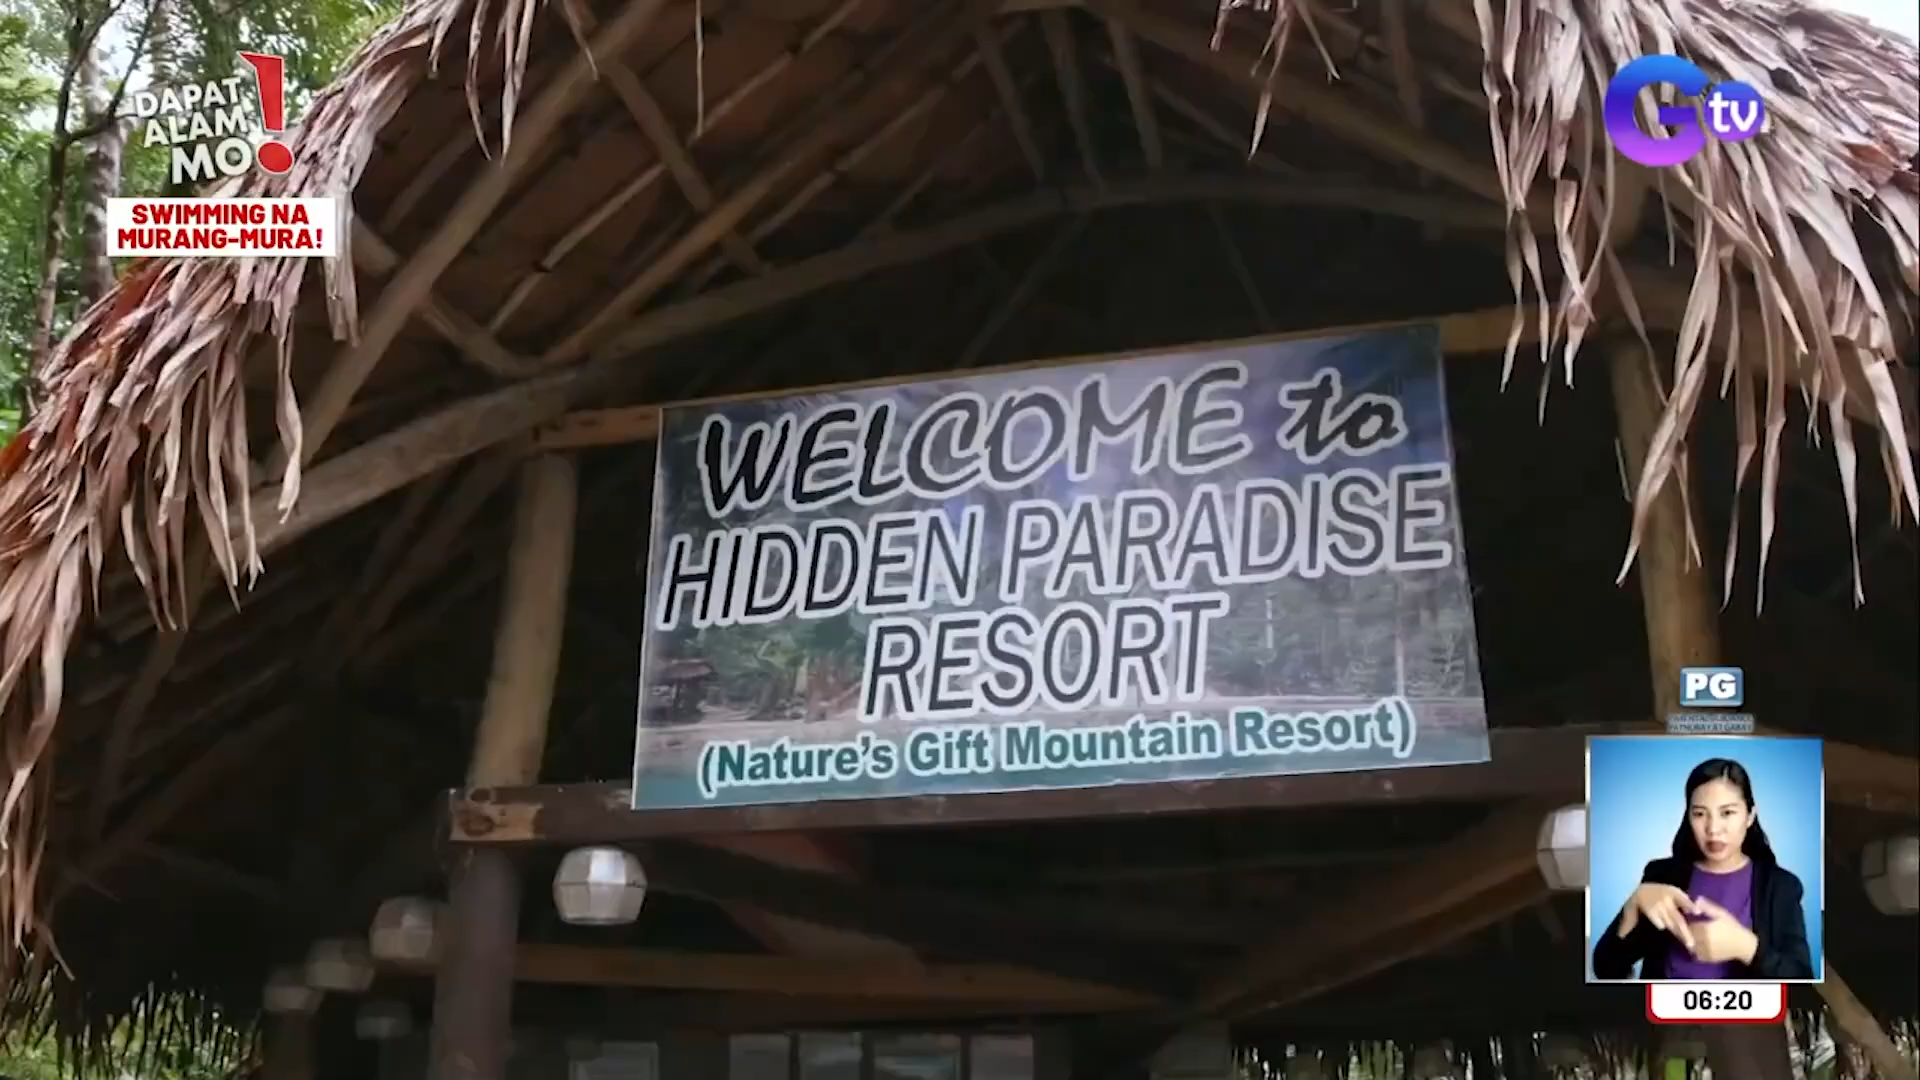 DAPAT
ALAM
MO!
SWIMMING NA
MURANG-MURA!
Gtv
WELCOME to
HIDDEN PARADISE
RESORT
(Nature's Gift Mountain Resort)
PG
06:20